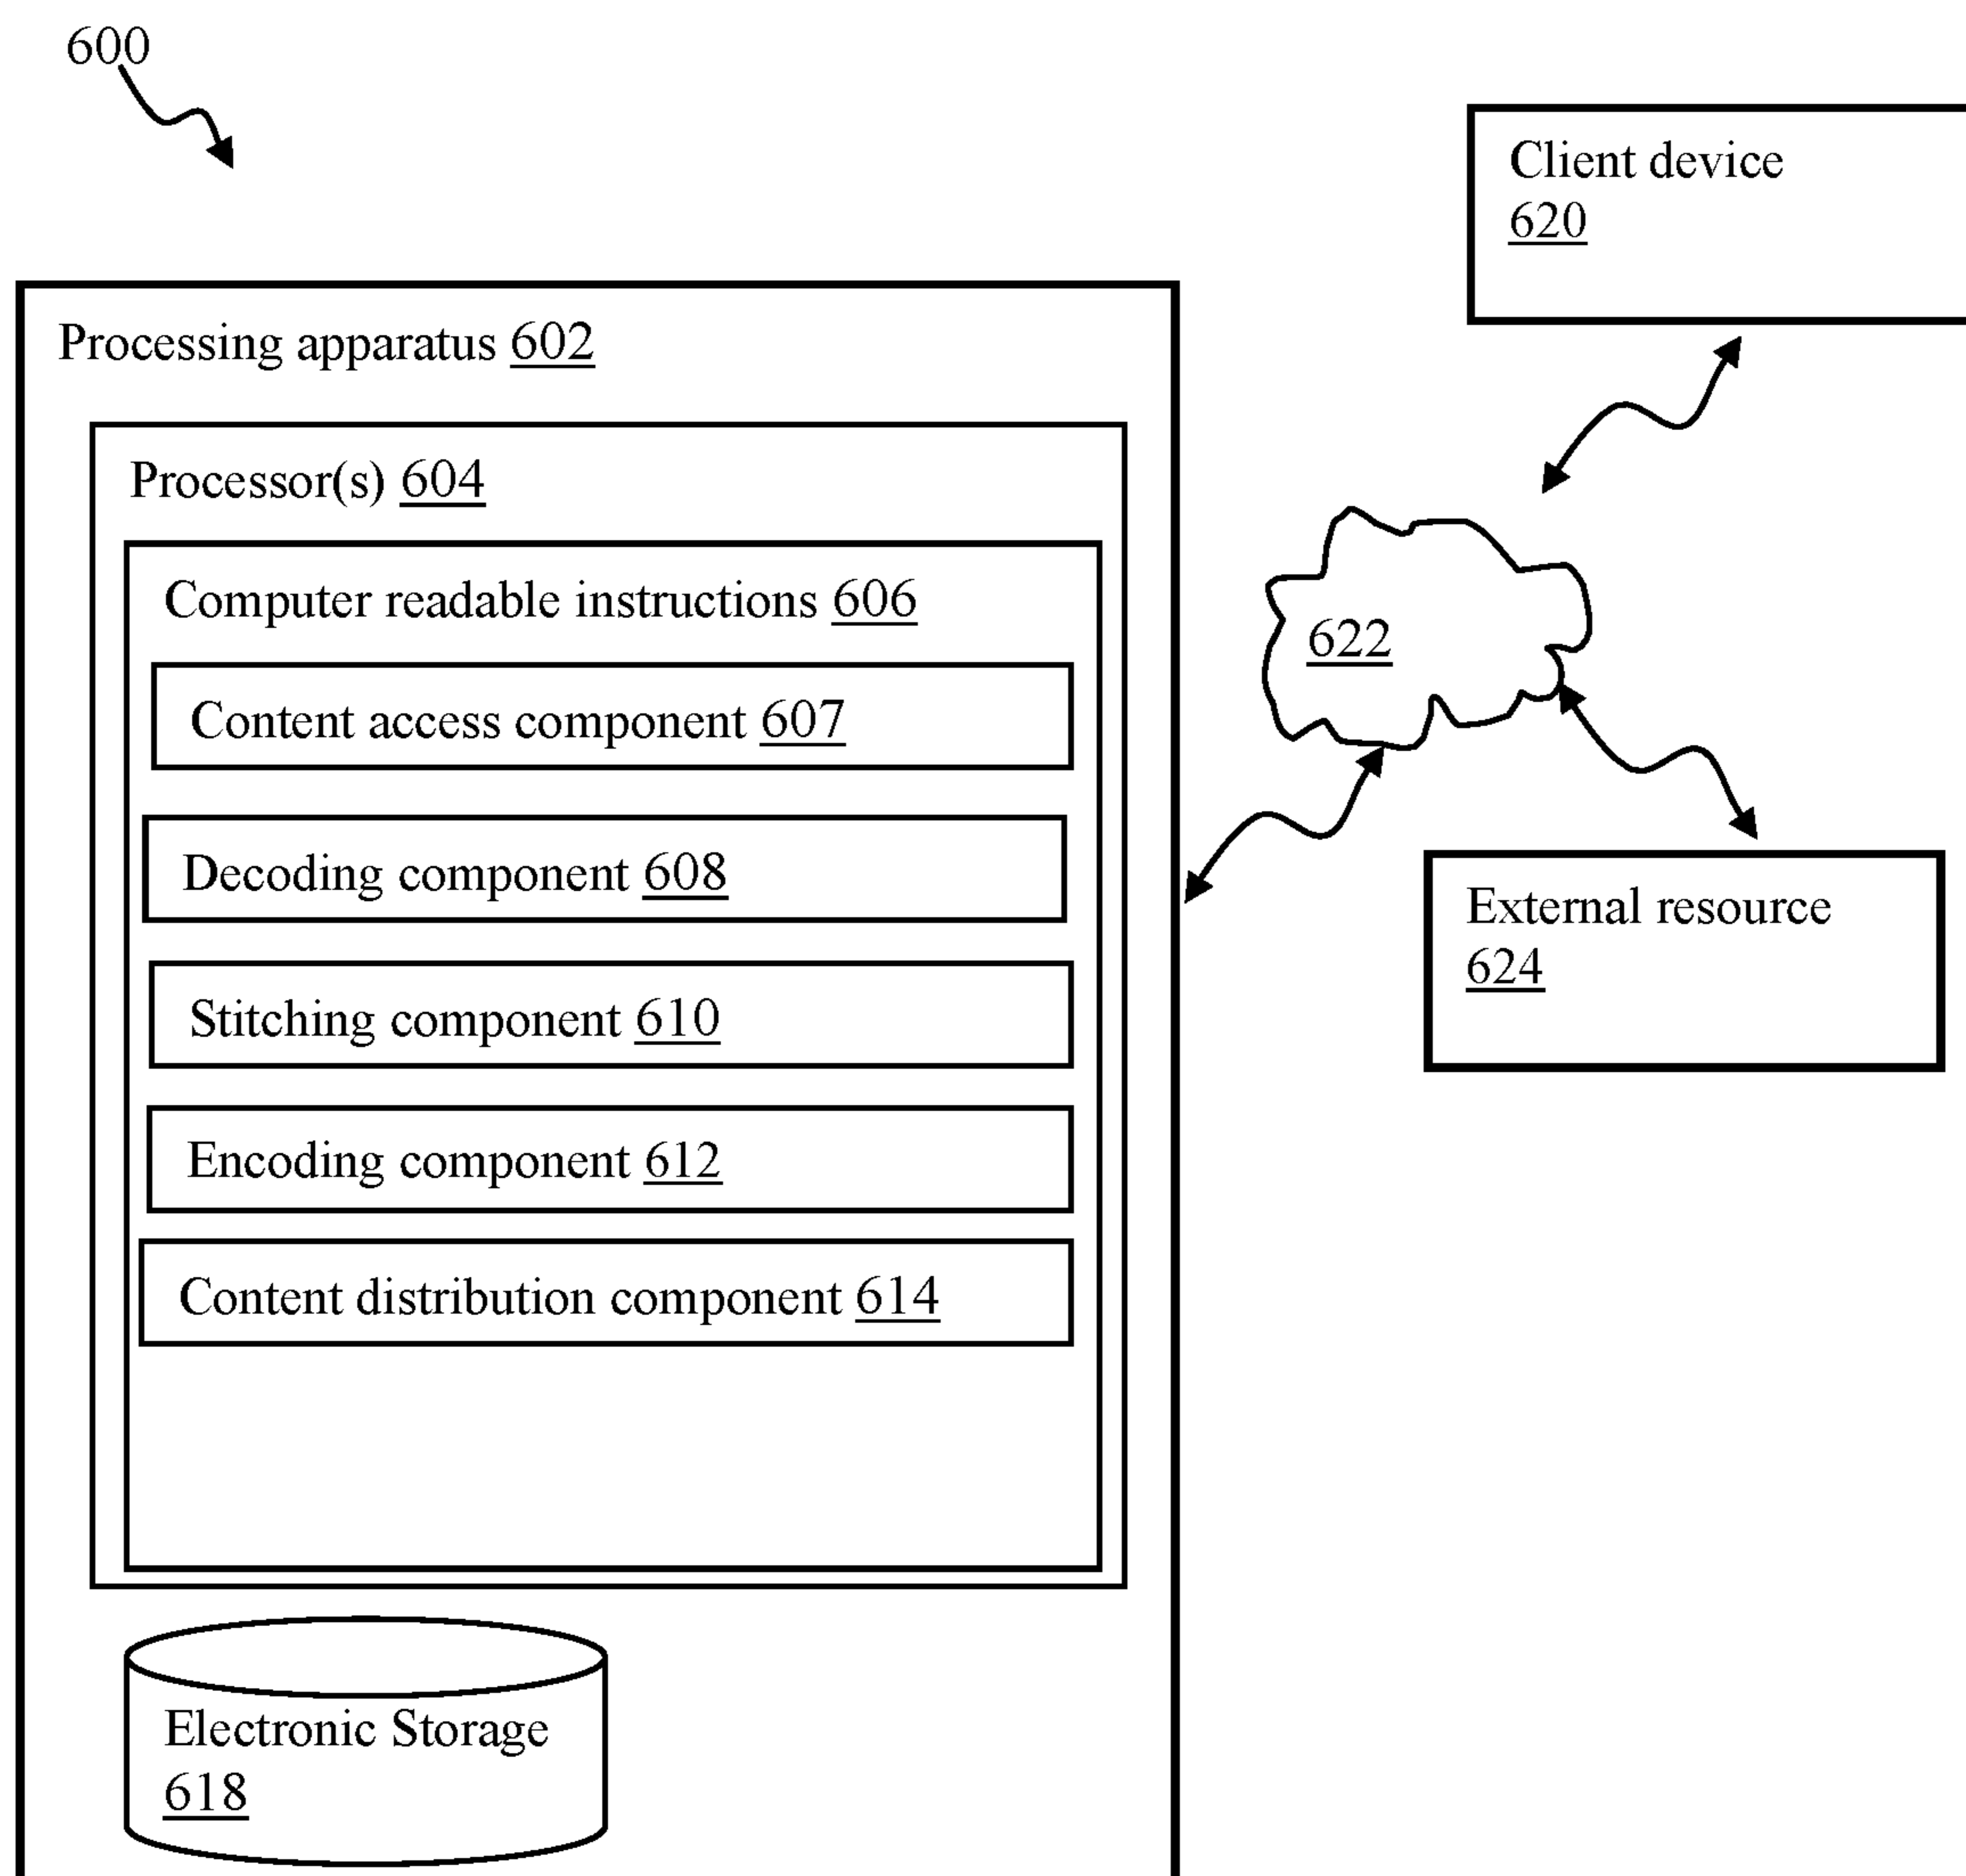 600
Client device
620
Processing apparatus 602
Processor(s) 604
Computer readable instructions 606
Content access component 607
Decoding component 608
Stitching component 610
Encoding component 612
Content distribution component 614
Electronic Storage
618
622
External resource
624